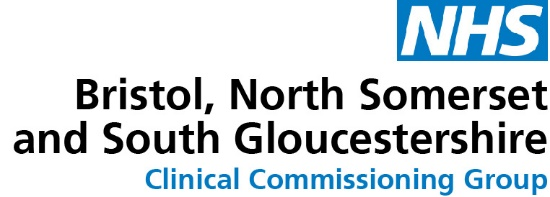 NHS
Bristol, North Somerset
and South Gloucestershire
Clinical Commissioning Group